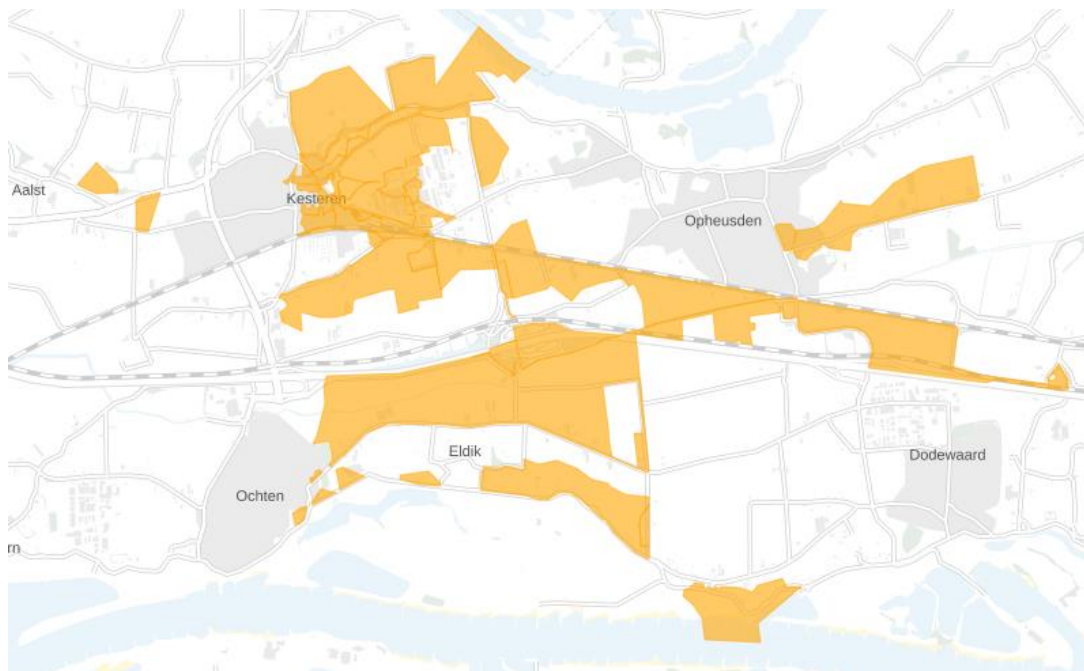 Aalst
Kesteren
Opheusden
Eldik
Dodewaard
Ochten
rn